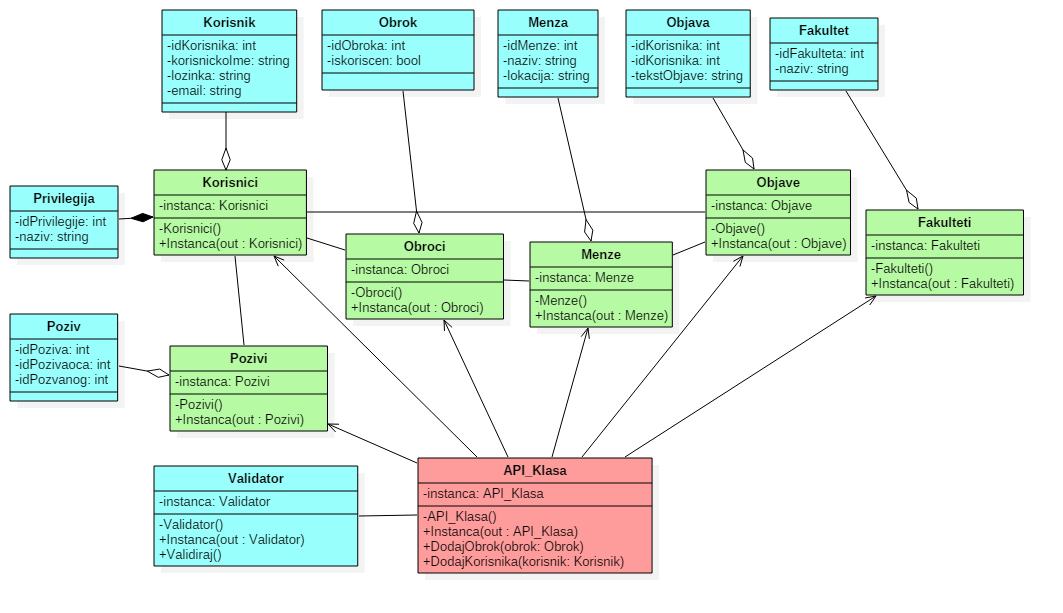 Korisnik
-idKorisnika: int
-korisnickoIme: string
-lozinka: string
-email: string
Obrok
-idObroka: int
-iskoriscen: bool
Menza
-idMenze: int
-naziv: string
-lokacija: string
Objava
-idKorisnika: int
-idKorisnika: int
-tekstObjave: string
Fakultet
-idFakulteta: int
-naziv: string
Privilegija
-idPrivilegije: int
-naziv: string
Korisnici
-instanca: Korisnici
-Korisnici()
+Instanca(out : Korisnici)
Obroci
-instanca: Obroci
-Obroci()
+Instanca(out : Obroci)
Menze
-instanca: Menze
-Menze()
+Instanca(out : Menze)
Objave
-instanca: Objave
-Objave()
+Instanca(out : Objave)
Fakulteti
-instanca: Fakulteti
-Fakulteti()
+Instanca(out : Fakulteti)
Poziv
-idPoziva: int
-idPozivaoca: int
-idPozvanog: int
Pozivi
-instanca: Pozivi
-Pozivi()
+Instanca(out : Pozivi)
Validator
-instanca: Validator
-Validator()
+Instanca(out : Validator)
+Validiraj()
API_Klasa
-instanca: API_Klasa
-API_Klasa()
+Instanca(out : API_Klasa)
+DodajObrok(obrok: Obrok)
+DodajKorisnika(korisnik: Korisnik)